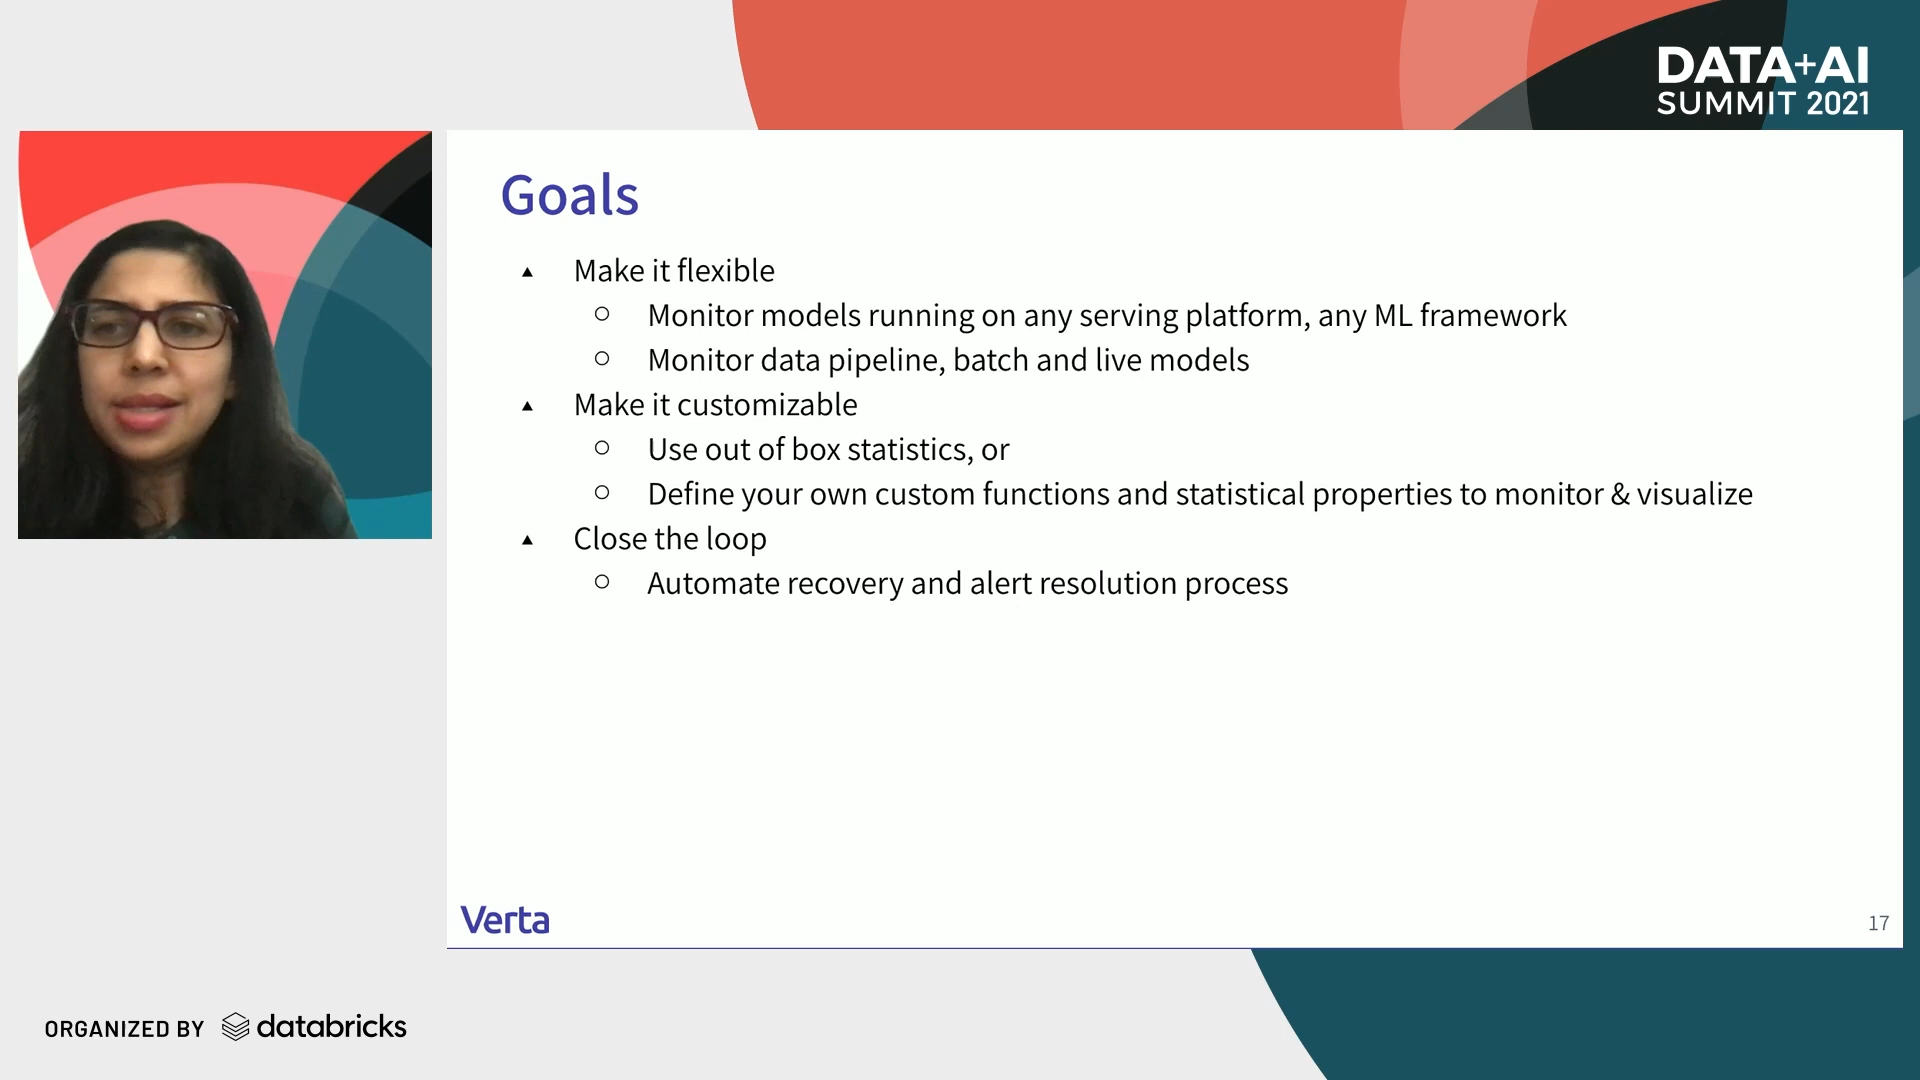 DATA+AI
SUMMIT 2021
Goals
▲ Make it flexible
○ Monitor models running on any serving platform, any ML framework
○ Monitor data pipeline, batch and live models
▲ Make it customizable
○ Use out of box statistics, or
○ Define your own custom functions and statistical properties to monitor & visualize
▲ Close the loop
○ Automate recovery and alert resolution process
Verta
17
ORGANIZED BY databricks